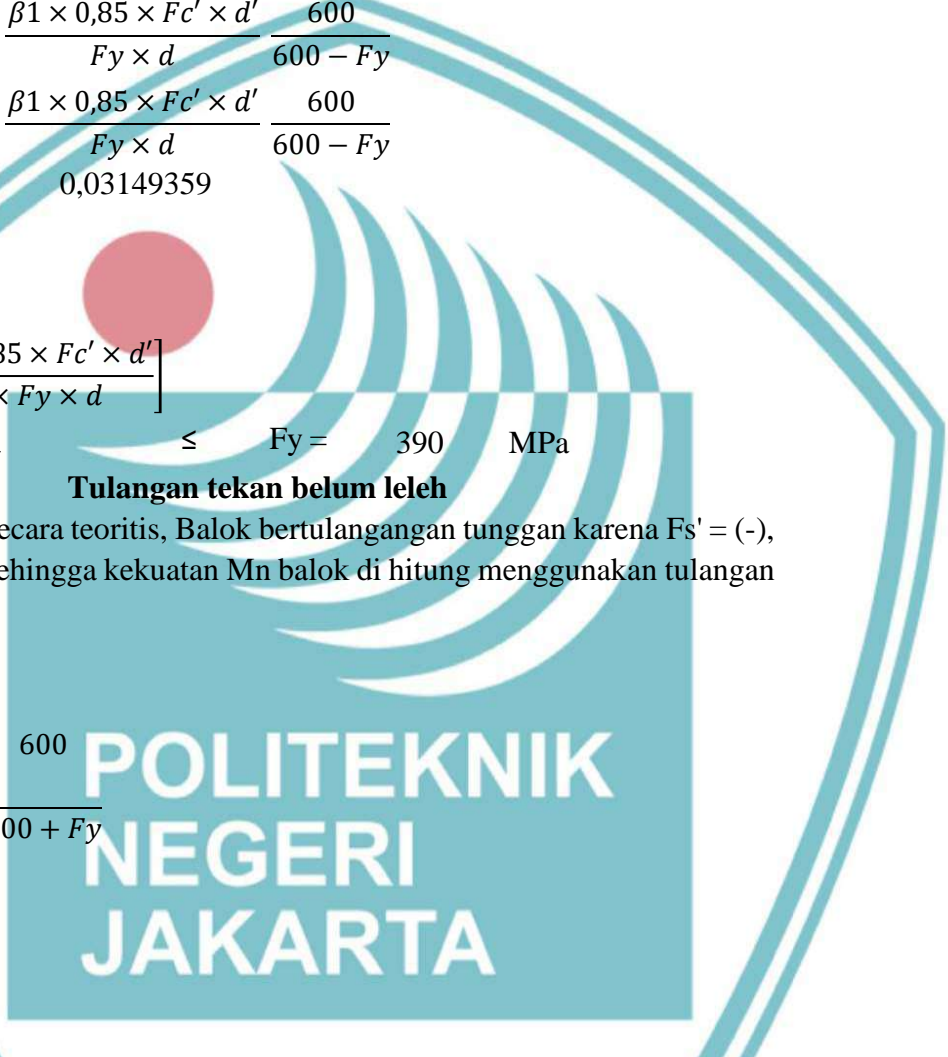 β1 × 0,85 × Fc′ × d′ 600
Fy × d 600 − Fy
β1 × 0,85 × Fc′ × d′ 600
Fy × d 600 − Fy
0,03149359
85 × Fc′ × d′]
× Fy × d
≤ Fy = 390 MPa
Tulangan tekan belum leleh
ecara teoritis, Balok bertulangangan tunggan karena Fs' = (-),
ehingga kekuatan Mn balok di hitung menggunakan tulangan
600
00 + Fy
POLITEKNIK
NEGERI
JAKARTA